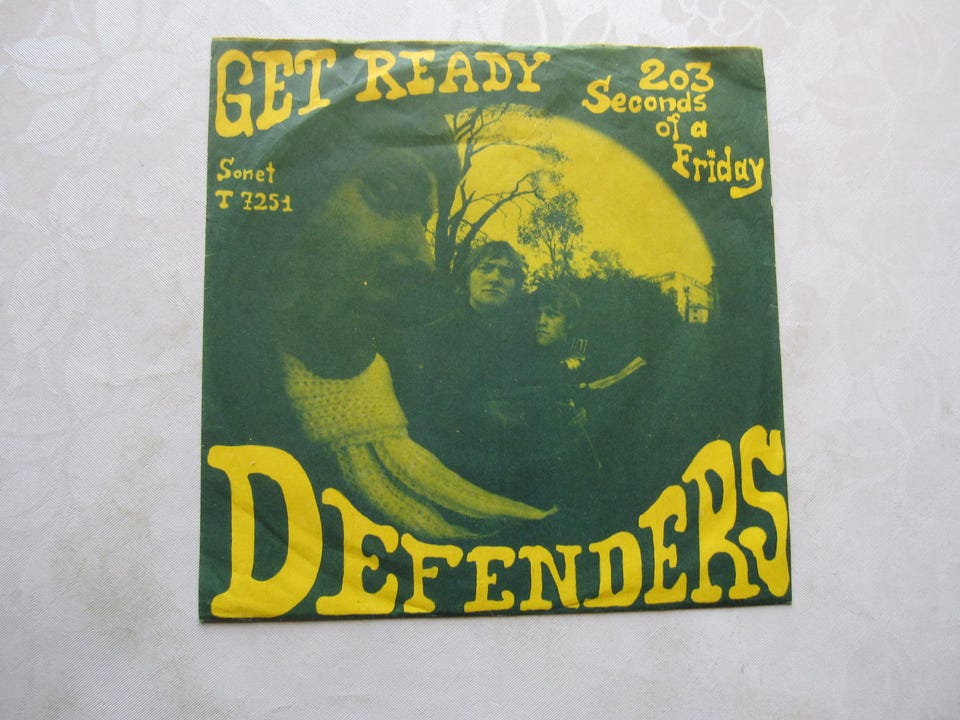 GET READY
203
Seconds
of a
Friday
Sonet
T 7251
DEFENDERS